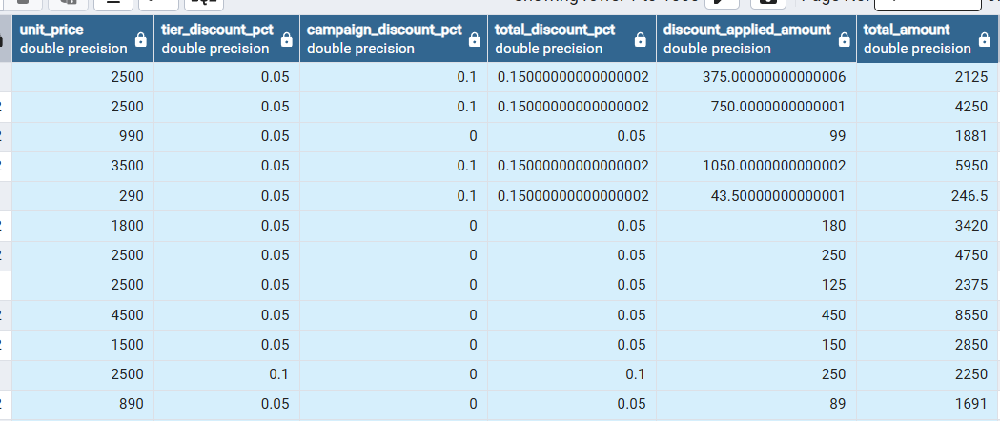 unit_price tier_discount_pct campaign_discount_pct total_discount_pct discount_applied_amount total_amount
double precision double precision double precision double precision double precision double precision
2500 0.05 0.1 0.15000000000000002 375.00000000000006 2125
2500 0.05 0.1 0.15000000000000002 750.0000000000001 4250
990 0.05 0 0.05 99 1881
3500 0.05 0.1 0.15000000000000002 1050.0000000000002 5950
290 0.05 0.1 0.15000000000000002 43.50000000000001 246.5
1800 0.05 0 0.05 180 3420
2500 0.05 0 0.05 250 4750
2500 0.05 0 0.05 125 2375
4500 0.05 0 0.05 450 8550
1500 0.05 0 0.05 150 2850
2500 0.1 0 0.1 250 2250
890 0.05 0 0.05 89 1691